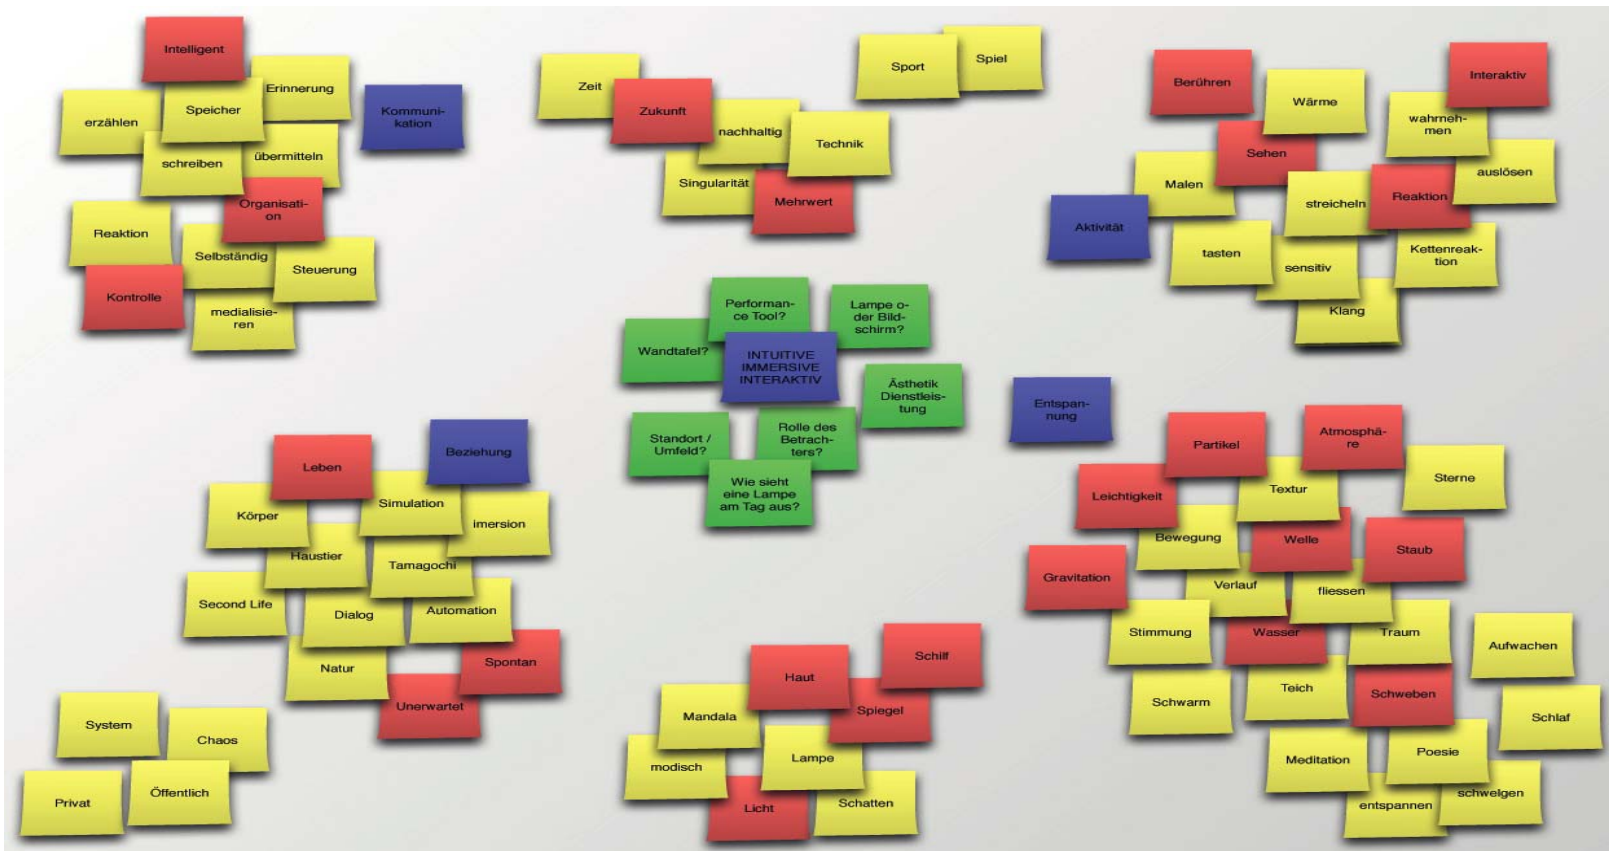 Intelligent
Erinnerung
Speicher
erzählen
Kommuni-
kation
schreiben
übermitteln
Organisati-
on
Reaktion
Selbständig
Steuerung
Kontrolle
medialisie-
ren
Zeit
Zukunft
nachhaltig
Technik
Singularität
Mehrwert
Sport
Spiel
Berühren
Interaktiv
Wärme
wahrneh-
men
Sehen
auslösen
Malen
streicheln
Reaktion
Aktivität
tasten
sensitiv
Kettenreak-
tion
Klang
Performan-
ce Tool?
Lampe o-
der Bild-
schirm?
Wandtafel?
INTUITIVE
IMMERSIVE
INTERAKTIV
Ästhetik
Dienstleis-
tung
Standort /
Umfeld?
Rolle des
Betrach-
ters?
Wie sieht
eine Lampe
am Tag aus?
Leben
Beziehung
Körper
Simulation
imersion
Haustier
Tamagochi
Second Life
Dialog
Automation
Natur
Spontan
Unerwartet
System
Chaos
Privat
Öffentlich
Haut
Schilf
Mandala
Spiegel
modisch
Lampe
Licht
Schatten
Entspan-
nung
Partikel
Atmosphä-
re
Leichtigkeit
Textur
Sterne
Bewegung
Welle
Staub
Gravitation
Verlauf
fliessen
Stimmung
Wasser
Traum
Aufwachen
Schwarm
Teich
Schweben
Schlaf
Meditation
Poesie
entspannen
schwelgen